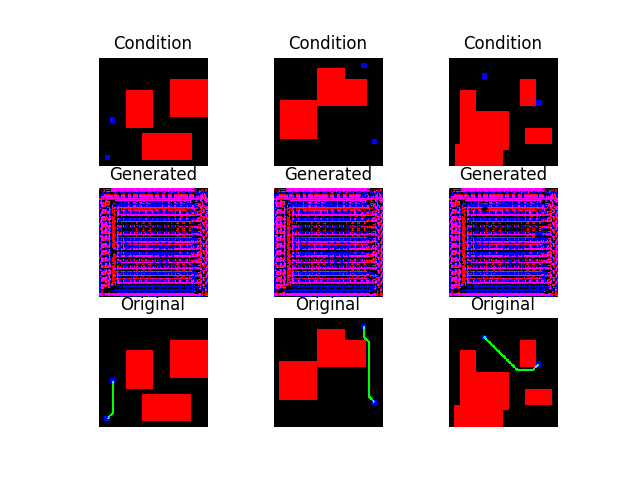 Condition Condition Condition
Generated Generated Generated
Original Original Original